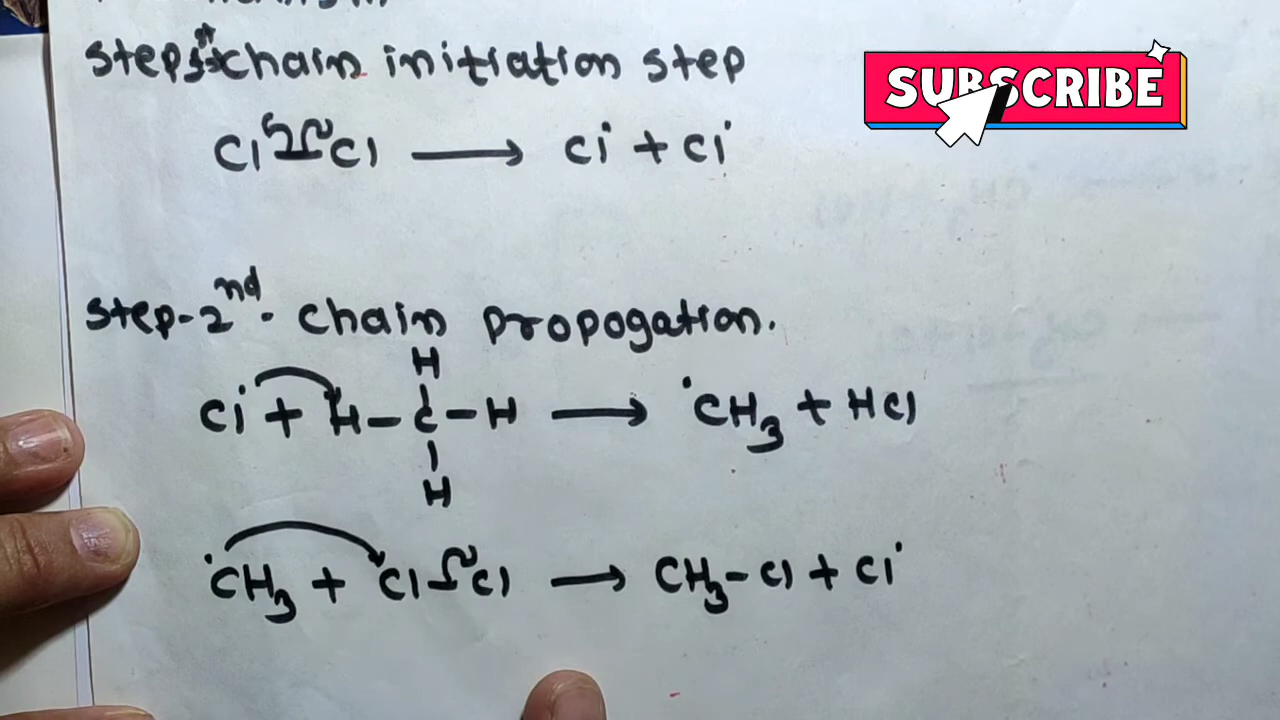 step 1st chain initiation step
SUBSCRIBE
Cl—Cl ⟶ Cl˙ + Cl˙
step-2nd. chain propogation.
H
Cl˙ + H–C–H ⟶ ˙CH3 + HCl
H
˙CH3 + Cl–Cl ⟶ CH3–Cl + Cl˙